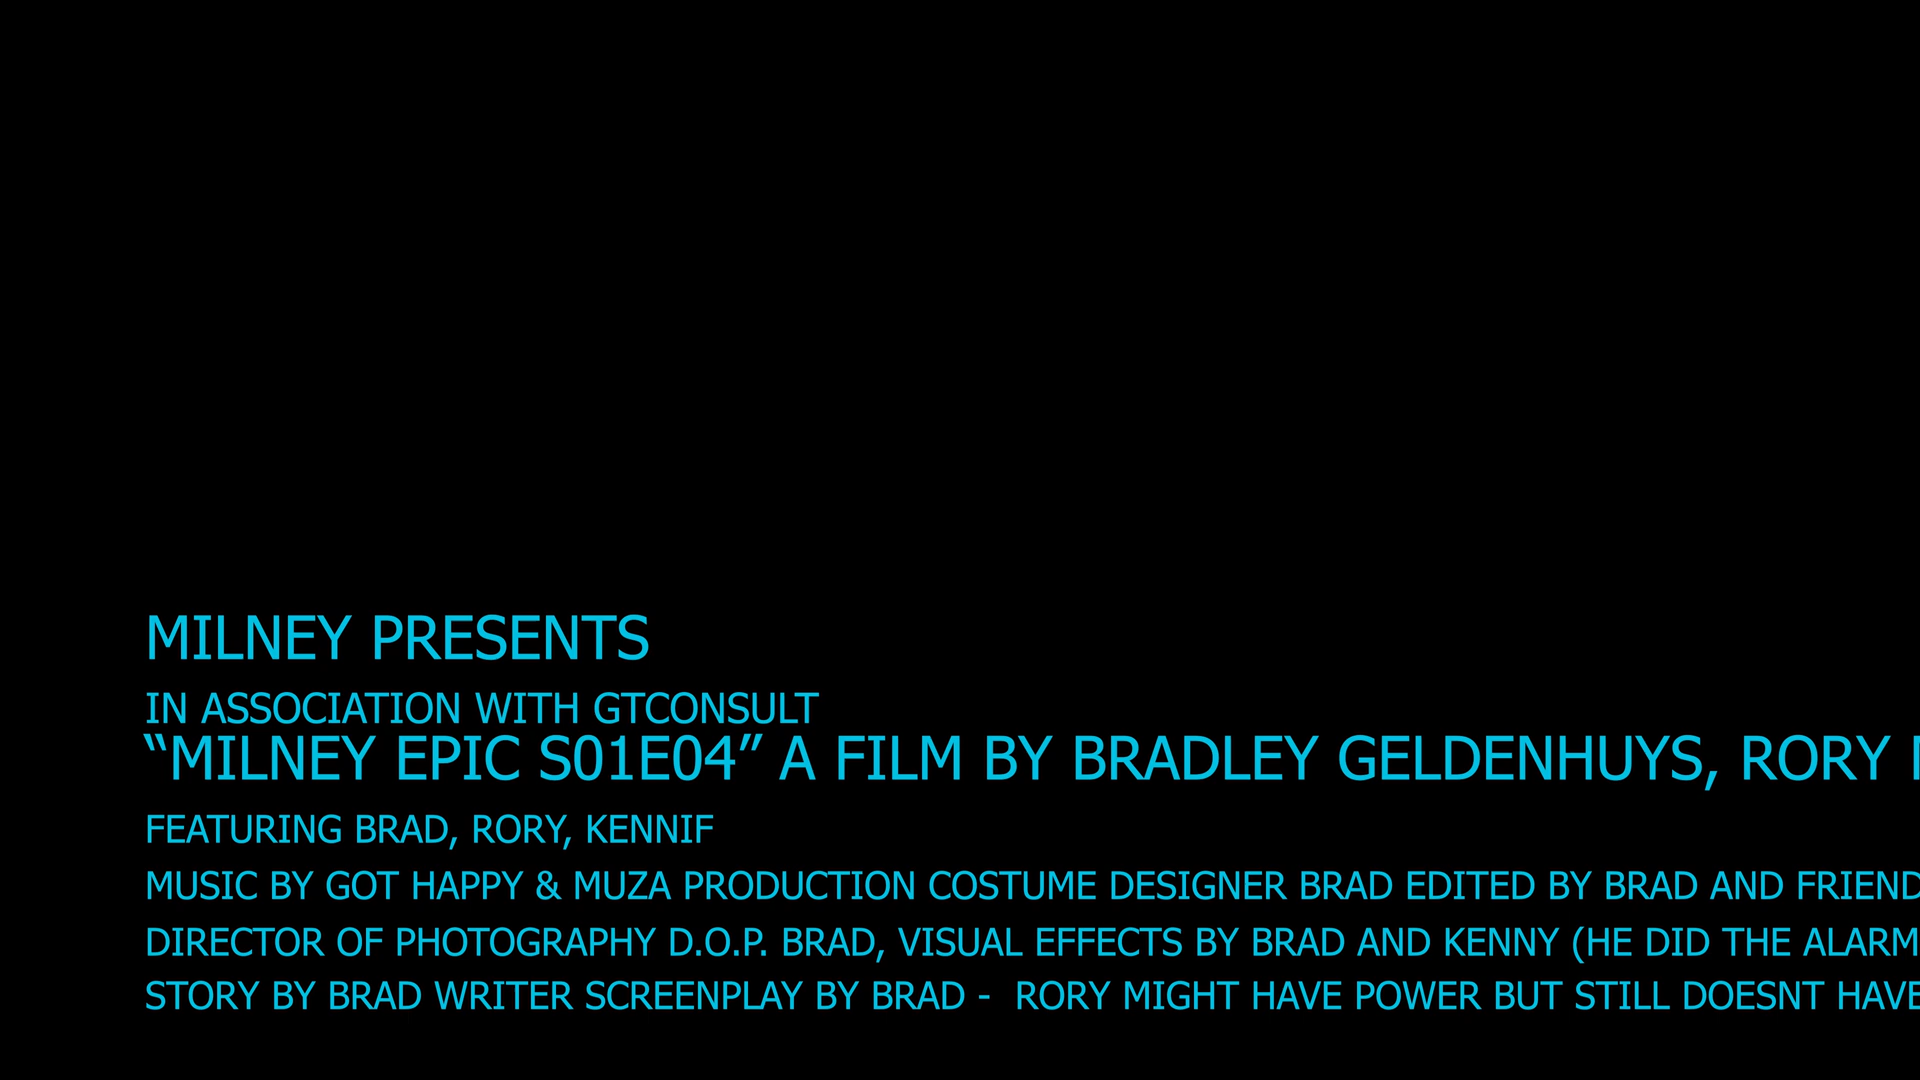 MILNEY PRESENTS
IN ASSOCIATION WITH GTCONSULT
“MILNEY EPIC S01E04” A FILM BY BRADLEY GELDENHUYS, RORY
FEATURING BRAD, RORY, KENNIF
MUSIC BY GOT HAPPY & MUZA PRODUCTION COSTUME DESIGNER BRAD EDITED BY BRAD AND FRIEND
DIRECTOR OF PHOTOGRAPHY D.O.P. BRAD, VISUAL EFFECTS BY BRAD AND KENNY (HE DID THE ALARM
STORY BY BRAD WRITER SCREENPLAY BY BRAD -  RORY MIGHT HAVE POWER BUT STILL DOESNT HAVE